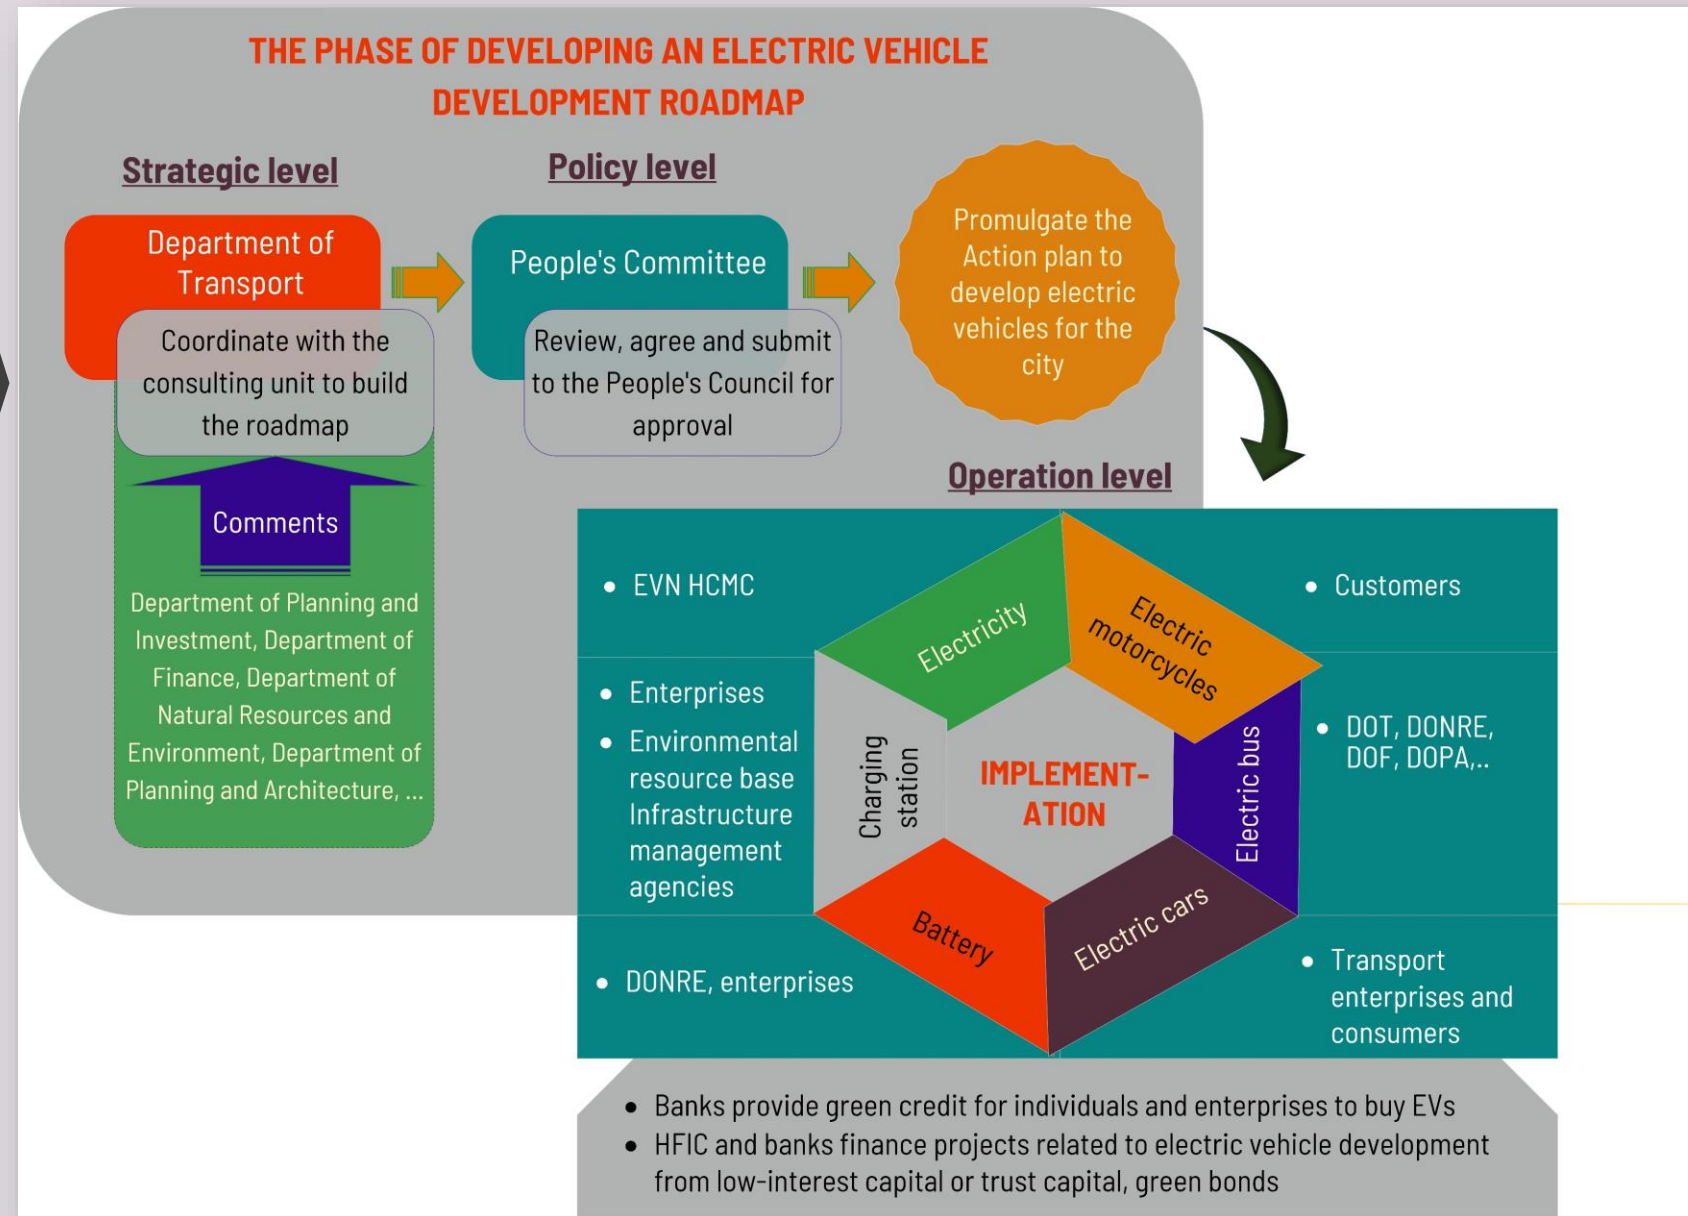 THE PHASE OF DEVELOPING AN ELECTRIC VEHICLE
DEVELOPMENT ROADMAP
Strategic level
Department of
Transport
Coordinate with the
consulting unit to build
the roadmap
Comments
Department of Planning and
Investment, Department of
Finance, Department of
Natural Resources and
Environment, Department of
Planning and Architecture, ...
Policy level
People's Committee
Review, agree and submit
to the People's Council for
approval
Promulgate the
Action plan to
develop electric
vehicles for the
city
Operation level
• EVN HCMC
• Enterprises
• Environmental
resource base
Infrastructure
management
agencies
• DONRE, enterprises
Electricity
Electric
motorcycles
Charging
station
IMPLEMENT-
ATION
Electric bus
Battery
Electric cars
• Customers
• DOT, DONRE,
DOF, DOPA,..
• Transport
enterprises and
consumers
• Banks provide green credit for individuals and enterprises to buy EVs
• HFIC and banks finance projects related to electric vehicle development
from low-interest capital or trust capital, green bonds